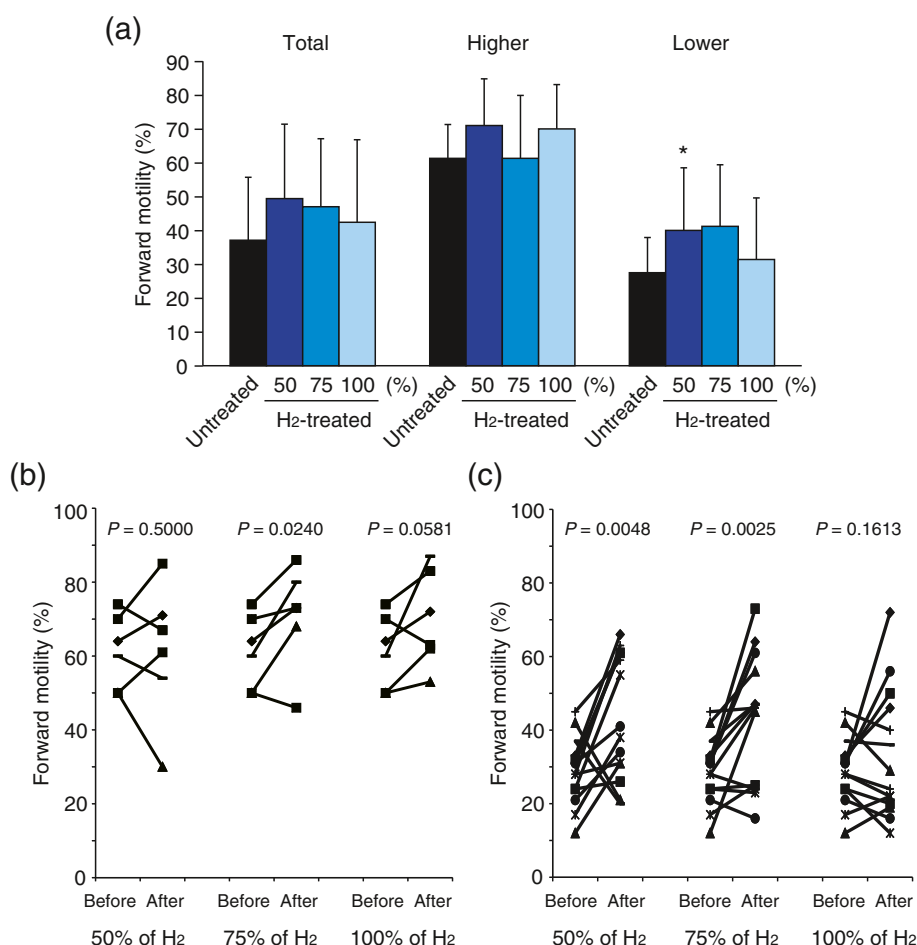 (a)
Total Higher Lower
Forward motility (%)
90
80
70
60
50
40
30
20
10
0
*
Untreated 50 75 100 (%) Untreated 50 75 100 (%) Untreated 50 75 100 (%)
H2-treated H2-treated H2-treated
(b)
Forward motility (%)
100
80
60
40
20
0
P = 0.5000 P = 0.0240 P = 0.0581
Before After Before After Before After
50% of H2 75% of H2 100% of H2
(c)
Forward motility (%)
100
80
60
40
20
0
P = 0.0048 P = 0.0025 P = 0.1613
Before After Before After Before After
50% of H2 75% of H2 100% of H2